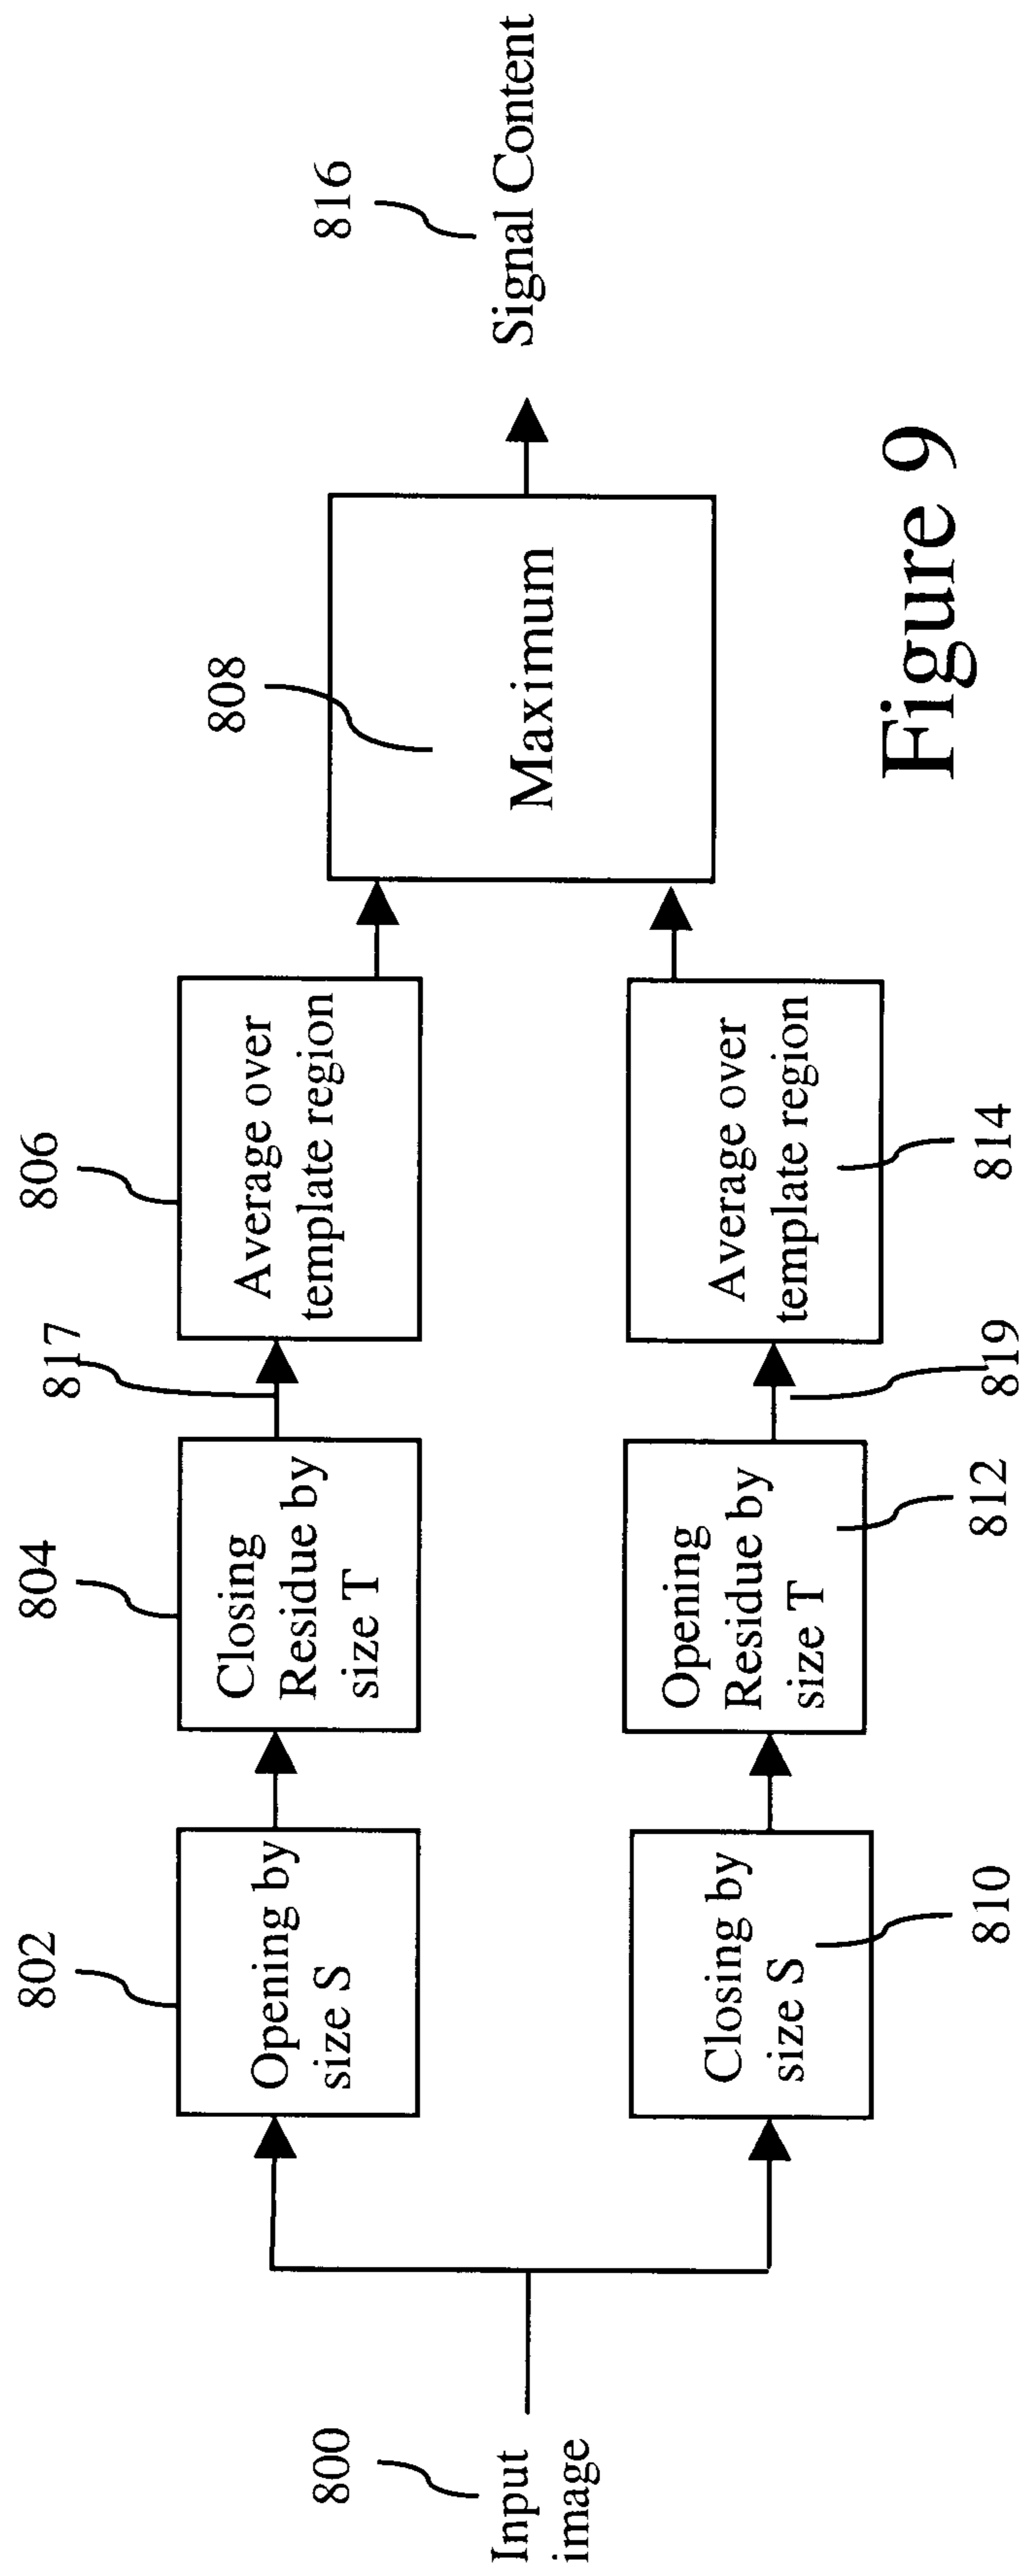 800
Input
image
802
Opening by
size S
804
Closing
Residue by
size T
817
806
Average over
template region
810
Closing by
size S
812
Opening
Residue by
size T
819
814
Average over
template region
808
Maximum
816
Signal Content
Figure 9